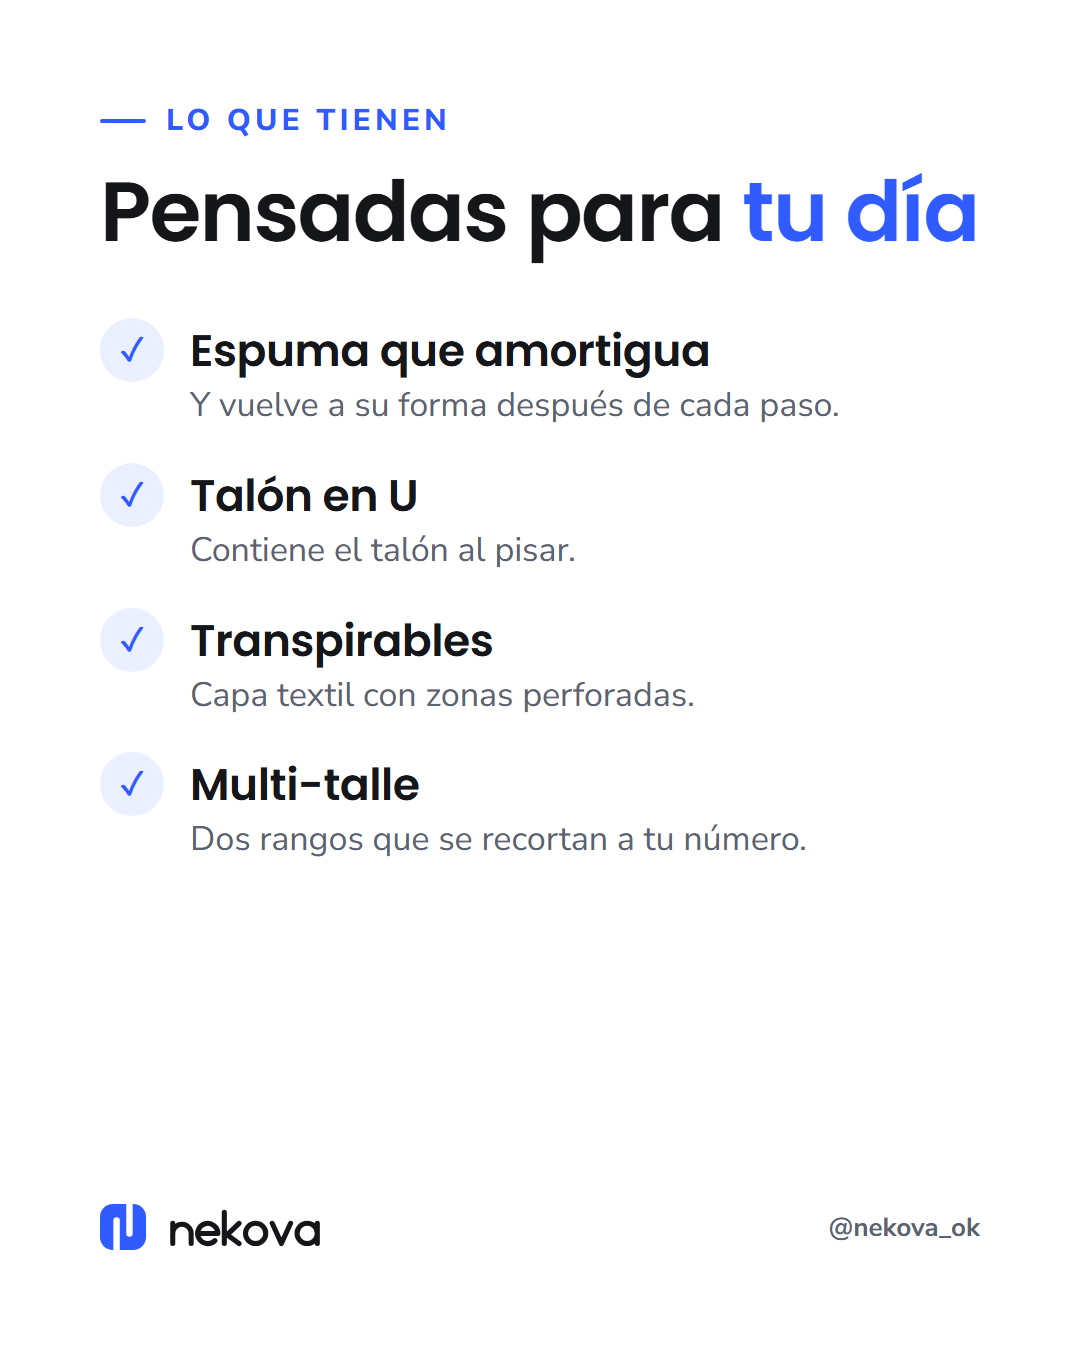 LO QUE TIENEN
Pensadas para tu día
✓ Espuma que amortigua
Y vuelve a su forma después de cada paso.
✓ Talón en U
Contiene el talón al pisar.
✓ Transpirables
Capa textil con zonas perforadas.
✓ Multi-talle
Dos rangos que se recortan a tu número.
nekova
@nekova_ok